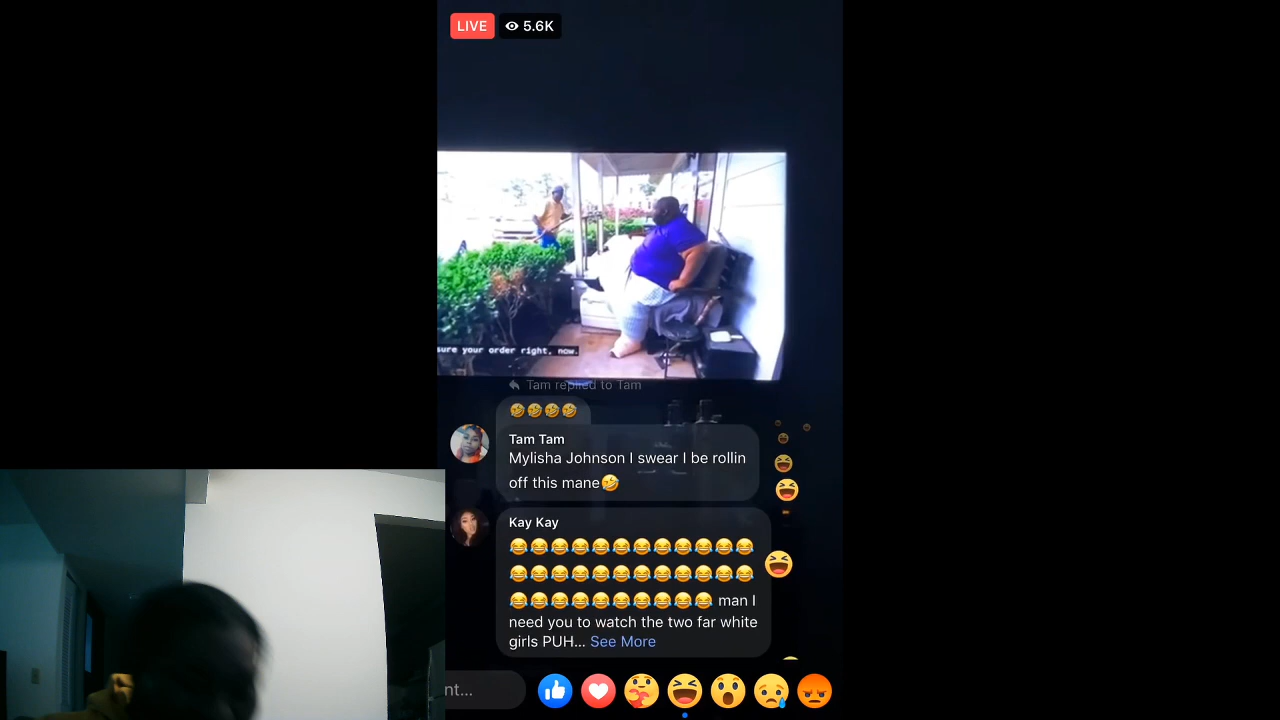 LIVE 5.6K
sure your order right, now.
Tam replied to Tam
🤣🤣🤣🤣
Tam Tam
Mylisha Johnson I swear I be rollin
off this mane🤣
Kay Kay
😂😂😂😂😂😂😂😂😂😂😂😂
😂😂😂😂😂😂😂😂😂😂😂😂
😂😂😂😂😂😂😂😂😂😂 man I
need you to watch the two far white
girls PUH... See More
nt...